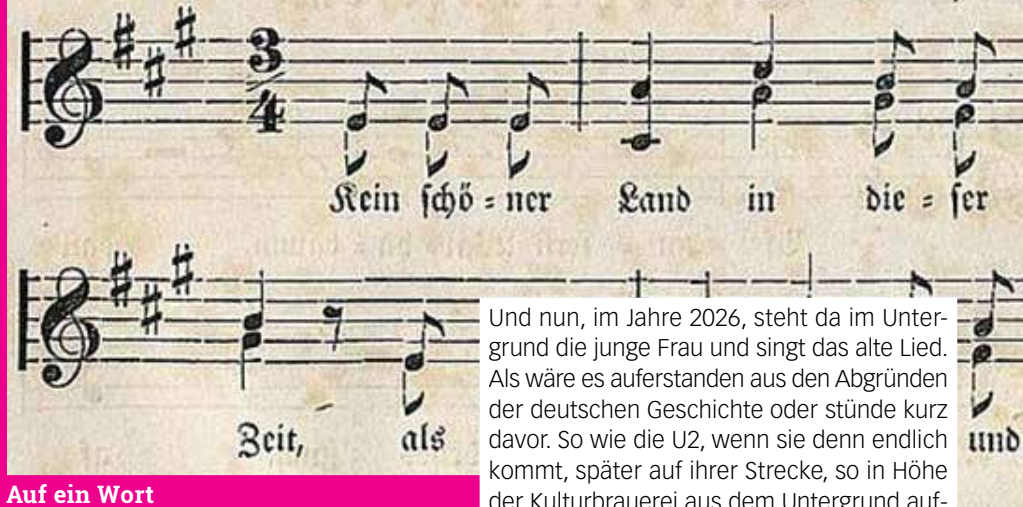 3
4
Kein schö = ner Land in die = ser
Zeit, als und
Auf ein Wort
Und nun, im Jahre 2026, steht da im Unter-
grund die junge Frau und singt das alte Lied.
Als wäre es auferstanden aus den Abgründen
der deutschen Geschichte oder stünde kurz
davor. So wie die U2, wenn sie denn endlich
kommt, später auf ihrer Strecke, so in Höhe
der Kulturbrauerei aus dem Untergrund auf-